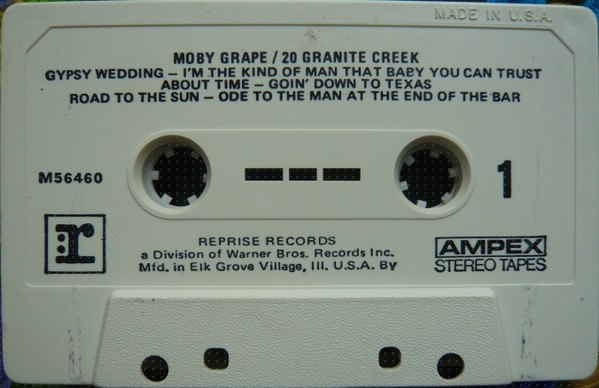 MADE IN U.S.A.
MOBY GRAPE / 20 GRANITE CREEK
GYPSY WEDDING – I'M THE KIND OF MAN THAT BABY YOU CAN TRUST
ABOUT TIME – GOIN' DOWN TO TEXAS
ROAD TO THE SUN – ODE TO THE MAN AT THE END OF THE BAR
M56460
1
r
REPRISE RECORDS
a Division of Warner Bros. Records Inc.
Mfd. in Elk Grove Village, Ill. U.S.A. By
AMPEX
STEREO TAPES